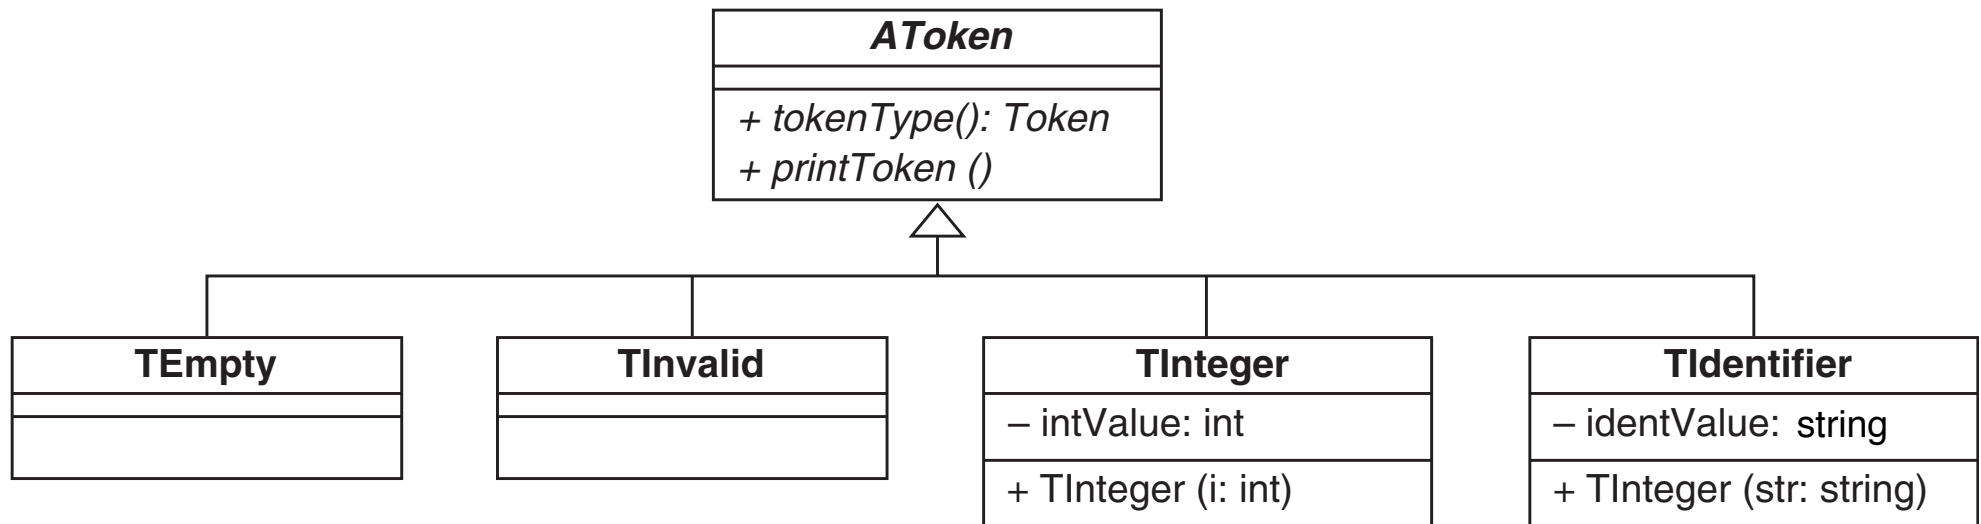 AToken
+ tokenType(): Token
+ printToken ()
TEmpty
TInvalid
TInteger
– intValue: int
+ TInteger (i: int)
TIdentifier
– identValue: string
+ TInteger (str: string)